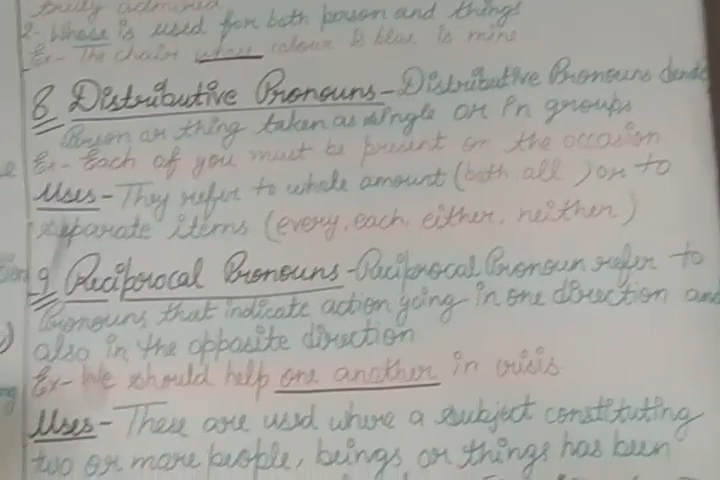 truly admired
2- Whose is used for both person and things
Ex- The chair whose colour is blue is mine
8 Distributive Pronouns - Distributive Pronouns denote
Person or thing taken as single or in groups
Ex- Each of you must be present on the occasion
Uses - They refer to whole amount (both, all) or to
separate items (every, each, either, neither)
9 Reciprocal Pronouns - Reciprocal Pronoun refer to
Pronouns that indicate action going in one direction and
also in the opposite direction
Ex- We should help one another in crisis
Uses - These are used where a subject constituting
two or more people, beings or things has been